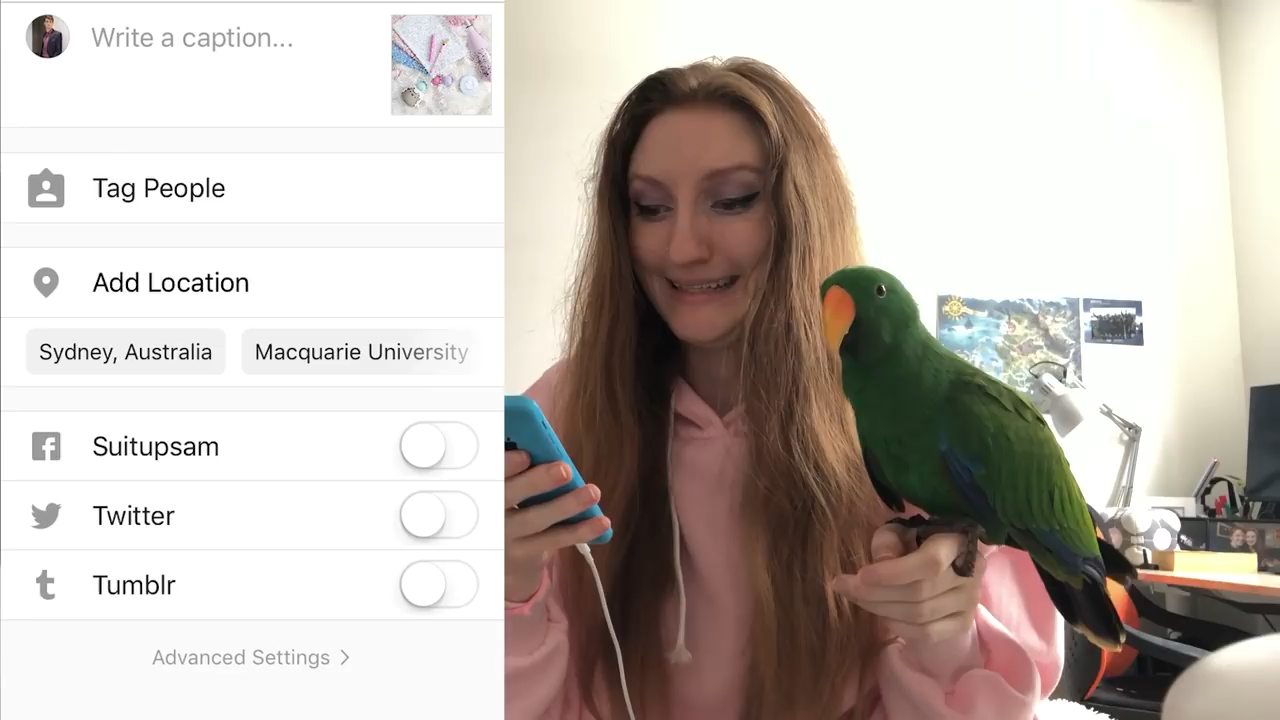 Write a caption...
Tag People
Add Location
Sydney, Australia
Macquarie University
Suitupsam
Twitter
Tumblr
Advanced Settings